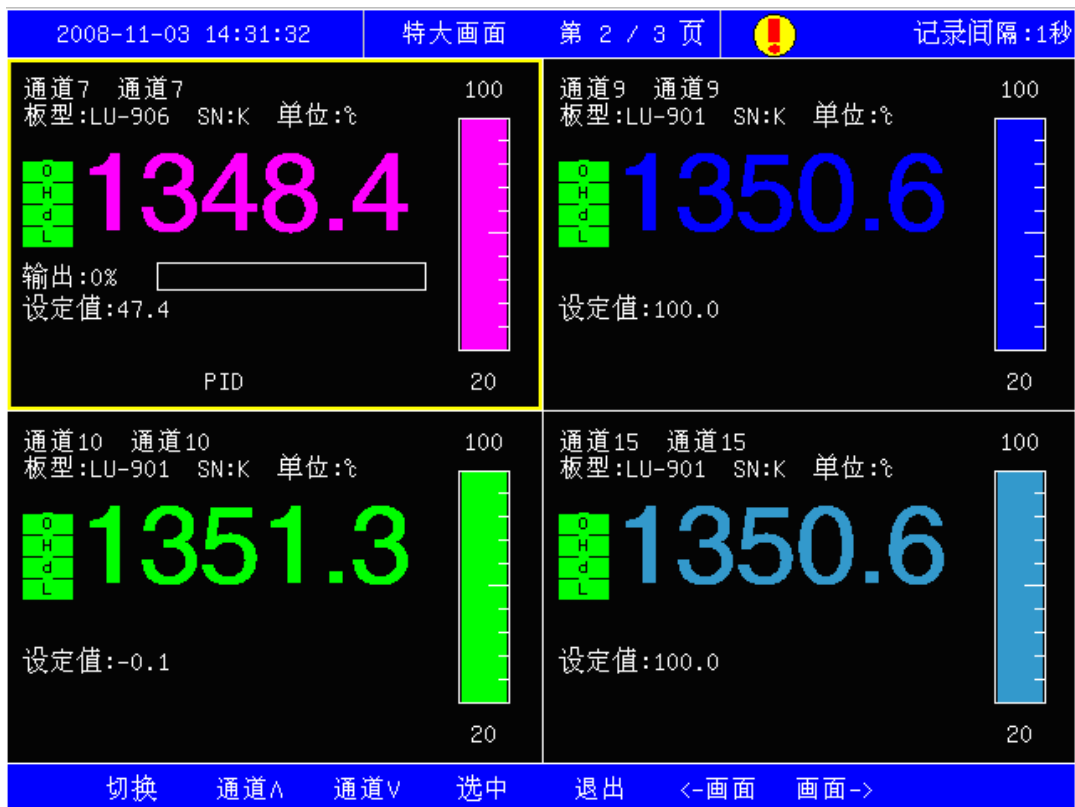 2008-11-03 14:31:32 特大画面 第 2 / 3 页 记录间隔:1秒
通道7 通道7 100
板型:LU-906 SN:K 单位:℃
O
H
d
L
1348.4
输出:0%
设定值:47.4
PID 20
通道9 通道9 100
板型:LU-901 SN:K 单位:℃
O
H
d
L
1350.6
设定值:100.0
20
通道10 通道10 100
板型:LU-901 SN:K 单位:℃
O
H
d
L
1351.3
设定值:-0.1
20
通道15 通道15 100
板型:LU-901 SN:K 单位:℃
O
H
d
L
1350.6
设定值:100.0
20
切换 通道∧ 通道∨ 选中 退出 <-画面 画面->